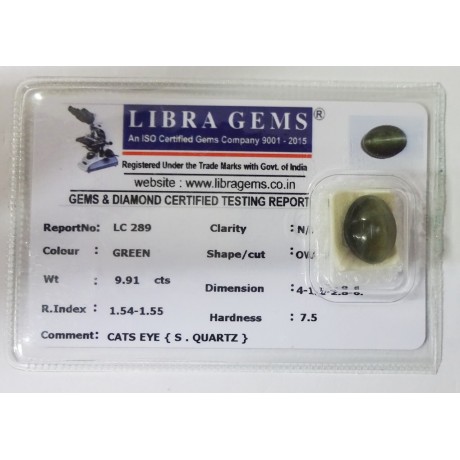 LIBRA GEMS ®
An ISO Certified Gems Company 9001 - 2015
Registered Under the Trade Marks with Govt. of India
website : www.libragems.co.in
GEMS & DIAMOND CERTIFIED TESTING REPORT
ReportNo: LC 289 Clarity : N/
Colour : GREEN Shape/cut : OW
Wt : 9.91 cts Dimension :
R.Index : 1.54-1.55 Hardness : 7.5
Comment: CATS EYE { S . QUARTZ }